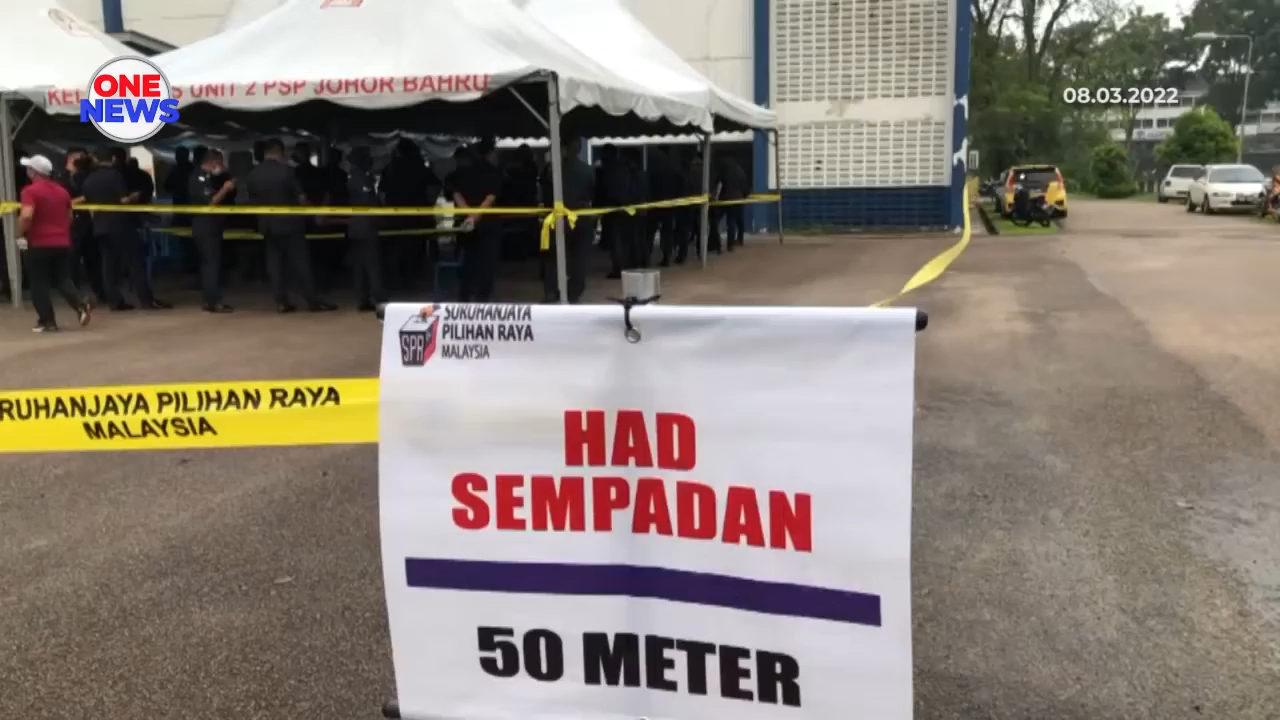 ONE
NEWS
08.03.2022
UNIT 2 PSP JOHOR BAHRU
SURUHANJAYA
PILIHAN RAYA
MALAYSIA
SPR
RUHANJAYA PILIHAN RAYA
MALAYSIA
HAD
SEMPADAN
50 METER